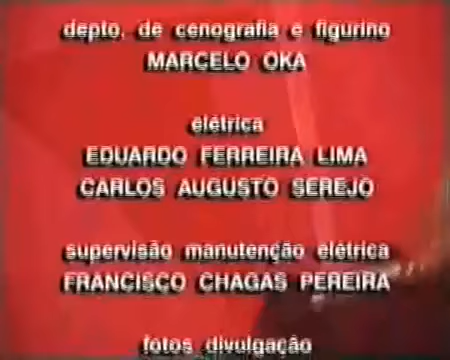 depto. de cenografia e figurino
MARCELO OKA
elétrica
EDUARDO FERREIRA LIMA
CARLOS AUGUSTO SEREJO
supervisão manutenção elétrica
FRANCISCO CHAGAS PEREIRA
fotos divulgação